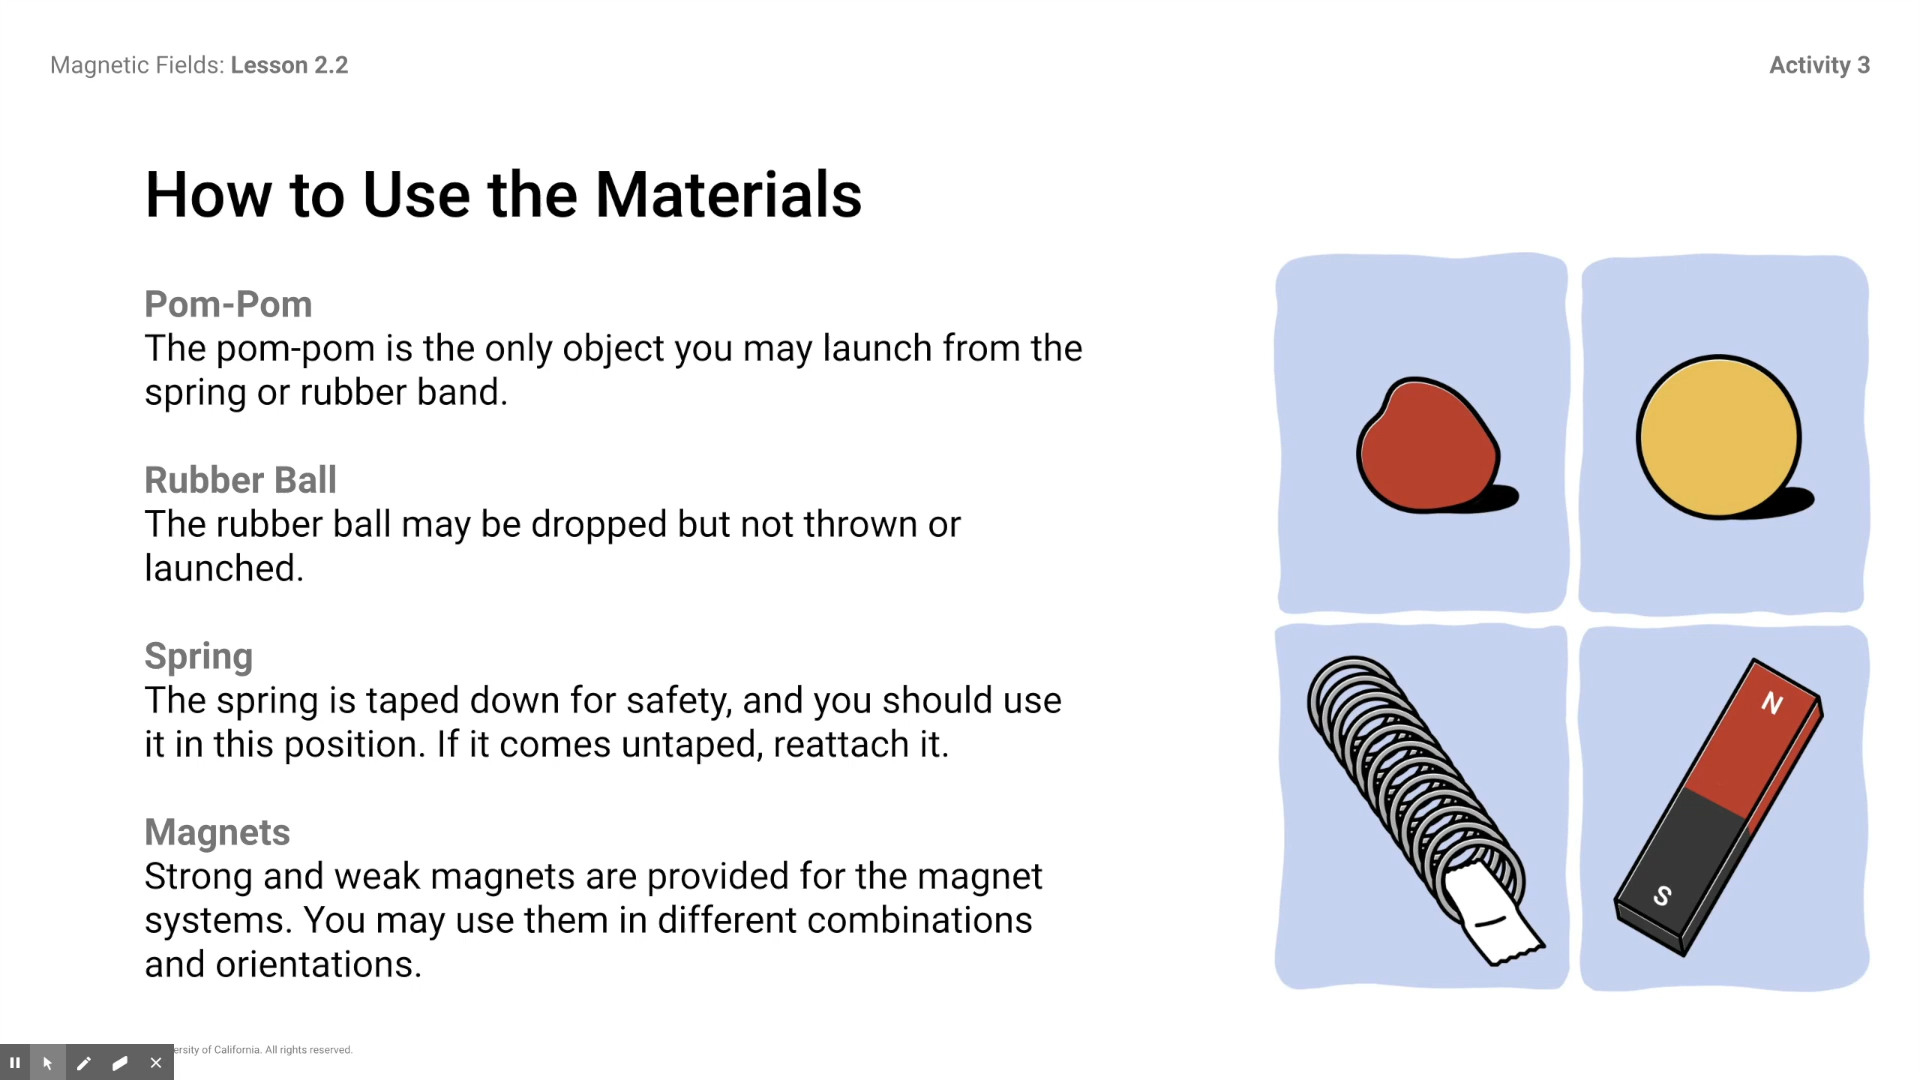 Magnetic Fields: Lesson 2.2
Activity 3
How to Use the Materials
Pom-Pom
The pom-pom is the only object you may launch from the
spring or rubber band.
Rubber Ball
The rubber ball may be dropped but not thrown or
launched.
Spring
The spring is taped down for safety, and you should use
it in this position. If it comes untaped, reattach it.
Magnets
Strong and weak magnets are provided for the magnet
systems. You may use them in different combinations
and orientations.
N
S
of California. All rights reserved.